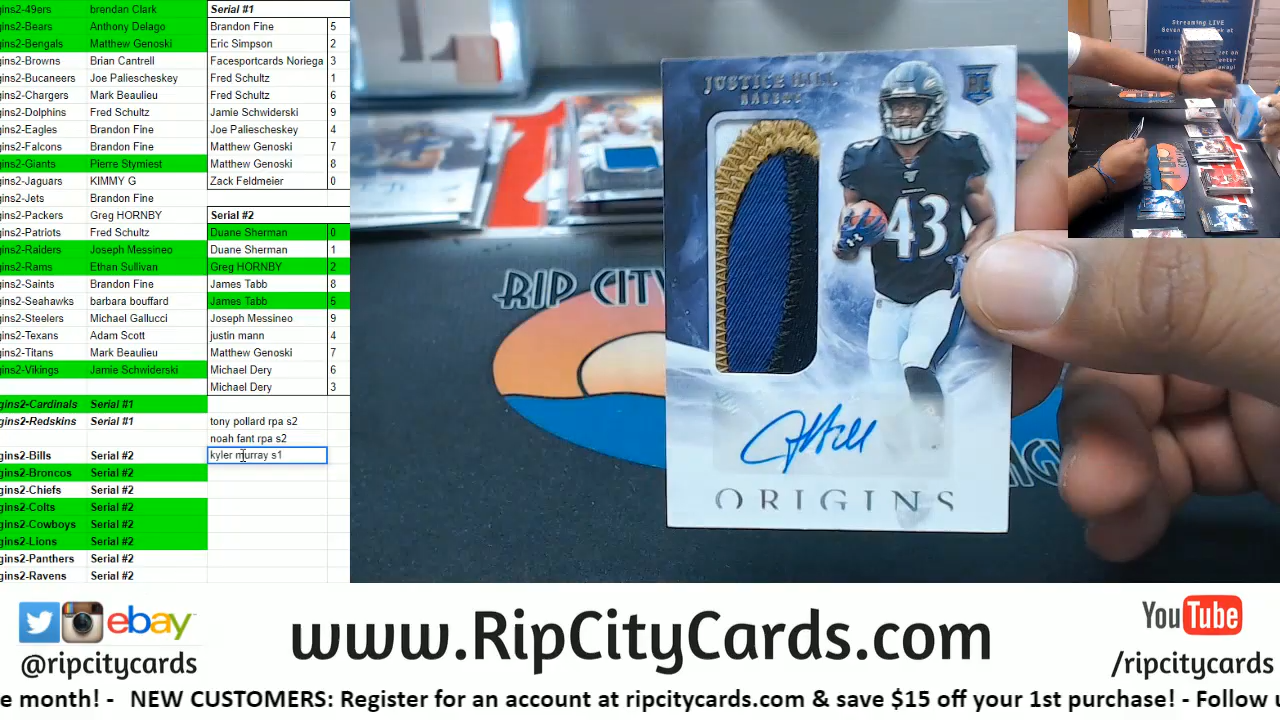 gins2-49ers brendan Clark Serial #1
gins2-Bears Anthony Delago Brandon Fine 5
gins2-Bengals Matthew Genoski Eric Simpson 2
gins2-Browns Brian Cantrell Facesportcards Noriega 3
gins2-Bucaneers Joe Paliescheskey Fred Schultz 1
gins2-Chargers Mark Beaulieu Fred Schultz 6
gins2-Dolphins Fred Schultz Jamie Schwiderski 9
gins2-Eagles Brandon Fine Joe Paliescheskey 4
gins2-Falcons Brandon Fine Matthew Genoski 7
gins2-Giants Pierre Stymiest Matthew Genoski 8
gins2-Jaguars KIMMY G Zack Feldmeier 0
gins2-Jets Brandon Fine
gins2-Packers Greg HORNBY Serial #2
gins2-Patriots Fred Schultz Duane Sherman 0
gins2-Raiders Joseph Messineo Duane Sherman 1
gins2-Rams Ethan Sullivan Greg HORNBY 2
gins2-Saints Brandon Fine James Tabb 8
gins2-Seahawks barbara bouffard James Tabb 5
gins2-Steelers Michael Gallucci Joseph Messineo 9
gins2-Texans Adam Scott justin mann 4
gins2-Titans Mark Beaulieu Matthew Genoski 7
gins2-Vikings Jamie Schwiderski Michael Dery 6
Michael Dery 3
gins2-Cardinals Serial #1
gins2-Redskins Serial #1 tony pollard rpa s2
noah fant rpa s2
gins2-Bills Serial #2 kyler murray s1
gins2-Broncos Serial #2
gins2-Chiefs Serial #2
gins2-Colts Serial #2
gins2-Cowboys Serial #2
gins2-Lions Serial #2
gins2-Panthers Serial #2
gins2-Ravens Serial #2
RIP CIT
JUSTICE HILL
RAVENS
43
ORIGINS
Streaming LIVE
ebay
@ripcitycards
www.RipCityCards.com
YouTube
/ripcitycards
e month! - NEW CUSTOMERS: Register for an account at ripcitycards.com & save $15 off your 1st purchase! - Follow u